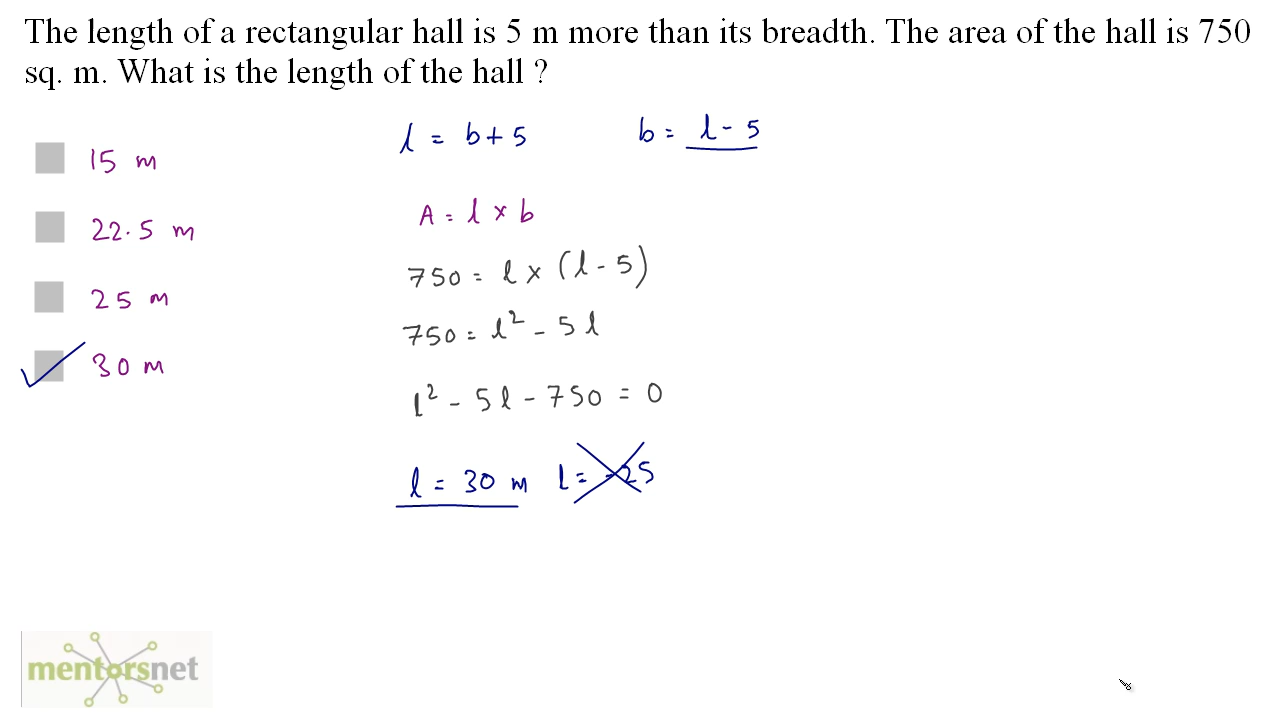 The length of a rectangular hall is 5 m more than its breadth. The area of the hall is 750
sq. m. What is the length of the hall ?
l = b + 5
b = l - 5
15 m
22.5 m
25 m
30 m
A = l × b
750 = l × (l - 5)
750 = l² - 5l
l² - 5l - 750 = 0
l = 30 m l = -25
mentorsnet